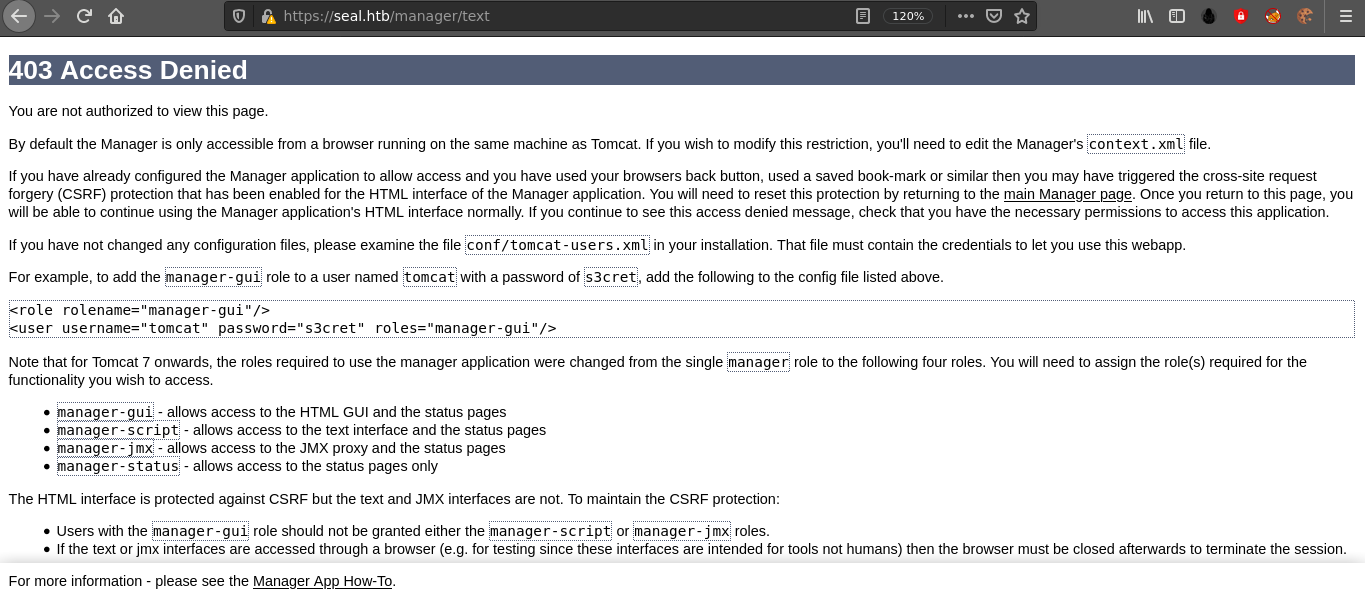 https://seal.htb/manager/text
120%
403 Access Denied
You are not authorized to view this page.
By default the Manager is only accessible from a browser running on the same machine as Tomcat. If you wish to modify this restriction, you'll need to edit the Manager's context.xml file.
If you have already configured the Manager application to allow access and you have used your browsers back button, used a saved book-mark or similar then you may have triggered the cross-site request
forgery (CSRF) protection that has been enabled for the HTML interface of the Manager application. You will need to reset this protection by returning to the main Manager page. Once you return to this page, you
will be able to continue using the Manager application's HTML interface normally. If you continue to see this access denied message, check that you have the necessary permissions to access this application.
If you have not changed any configuration files, please examine the file conf/tomcat-users.xml in your installation. That file must contain the credentials to let you use this webapp.
For example, to add the manager-gui role to a user named tomcat with a password of s3cret, add the following to the config file listed above.
<role rolename="manager-gui"/>
<user username="tomcat" password="s3cret" roles="manager-gui"/>
Note that for Tomcat 7 onwards, the roles required to use the manager application were changed from the single manager role to the following four roles. You will need to assign the role(s) required for the
functionality you wish to access.
• manager-gui - allows access to the HTML GUI and the status pages
• manager-script - allows access to the text interface and the status pages
• manager-jmx - allows access to the JMX proxy and the status pages
• manager-status - allows access to the status pages only
The HTML interface is protected against CSRF but the text and JMX interfaces are not. To maintain the CSRF protection:
• Users with the manager-gui role should not be granted either the manager-script or manager-jmx roles.
• If the text or jmx interfaces are accessed through a browser (e.g. for testing since these interfaces are intended for tools not humans) then the browser must be closed afterwards to terminate the session.
For more information - please see the Manager App How-To.